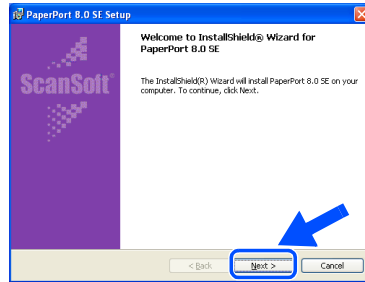 PaperPort 8.0 SE Setup
Welcome to InstallShield® Wizard for
PaperPort 8.0 SE
ScanSoft®
The InstallShield(R) Wizard will install PaperPort 8.0 SE on your
computer. To continue, click Next.
< Back
Next >
Cancel